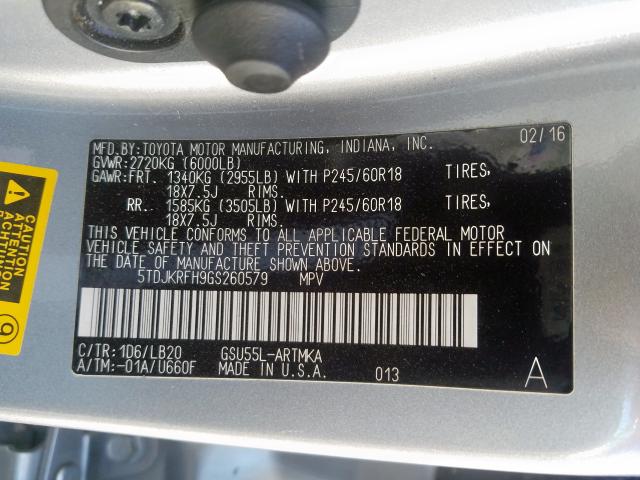 MFD.BY:TOYOTA MOTOR MANUFACTURING, INDIANA, INC. 02/16
GVWR:2720KG (6000LB)
GAWR:FRT. 1340KG (2955LB) WITH P245/60R18 TIRES,
18X7.5J RIMS.
RR. 1585KG (3505LB) WITH P245/60R18 TIRES,
18X7.5J RIMS.
THIS VEHICLE CONFORMS TO ALL APPLICABLE FEDERAL MOTOR
VEHICLE SAFETY AND THEFT PREVENTION STANDARDS IN EFFECT ON
THE DATE OF MANUFACTURE SHOWN ABOVE.
5TDJKRFH9GS260579 MPV
C/TR:1D6/LB20 GSU55L-ARTMKA
A/TM:-01A/U660F MADE IN U.S.A. 013 A
CAUTION
ATTENTION
9